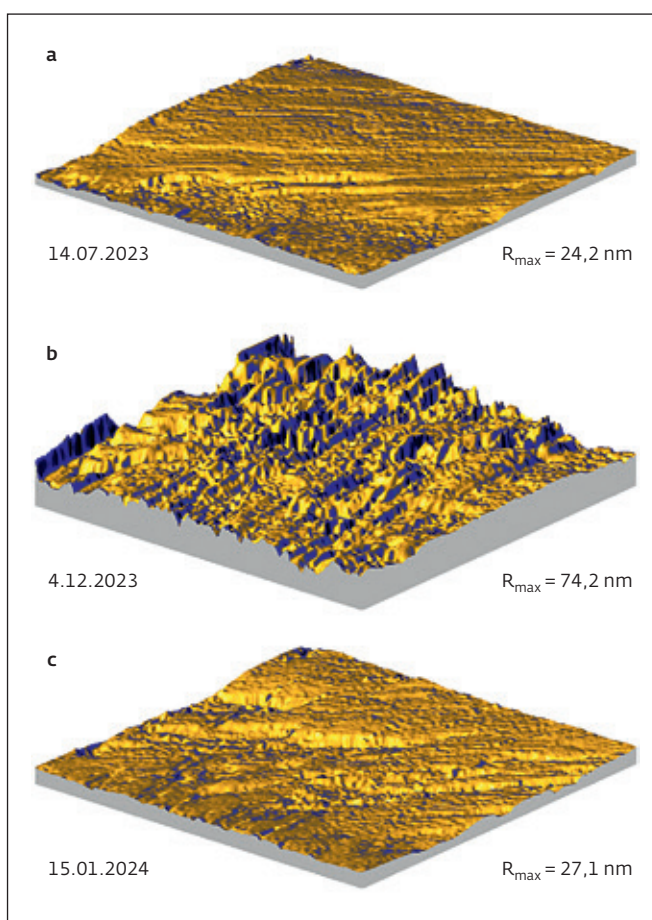 a
14.07.2023 Rmax = 24,2 nm
b
4.12.2023 Rmax = 74,2 nm
c
15.01.2024 Rmax = 27,1 nm